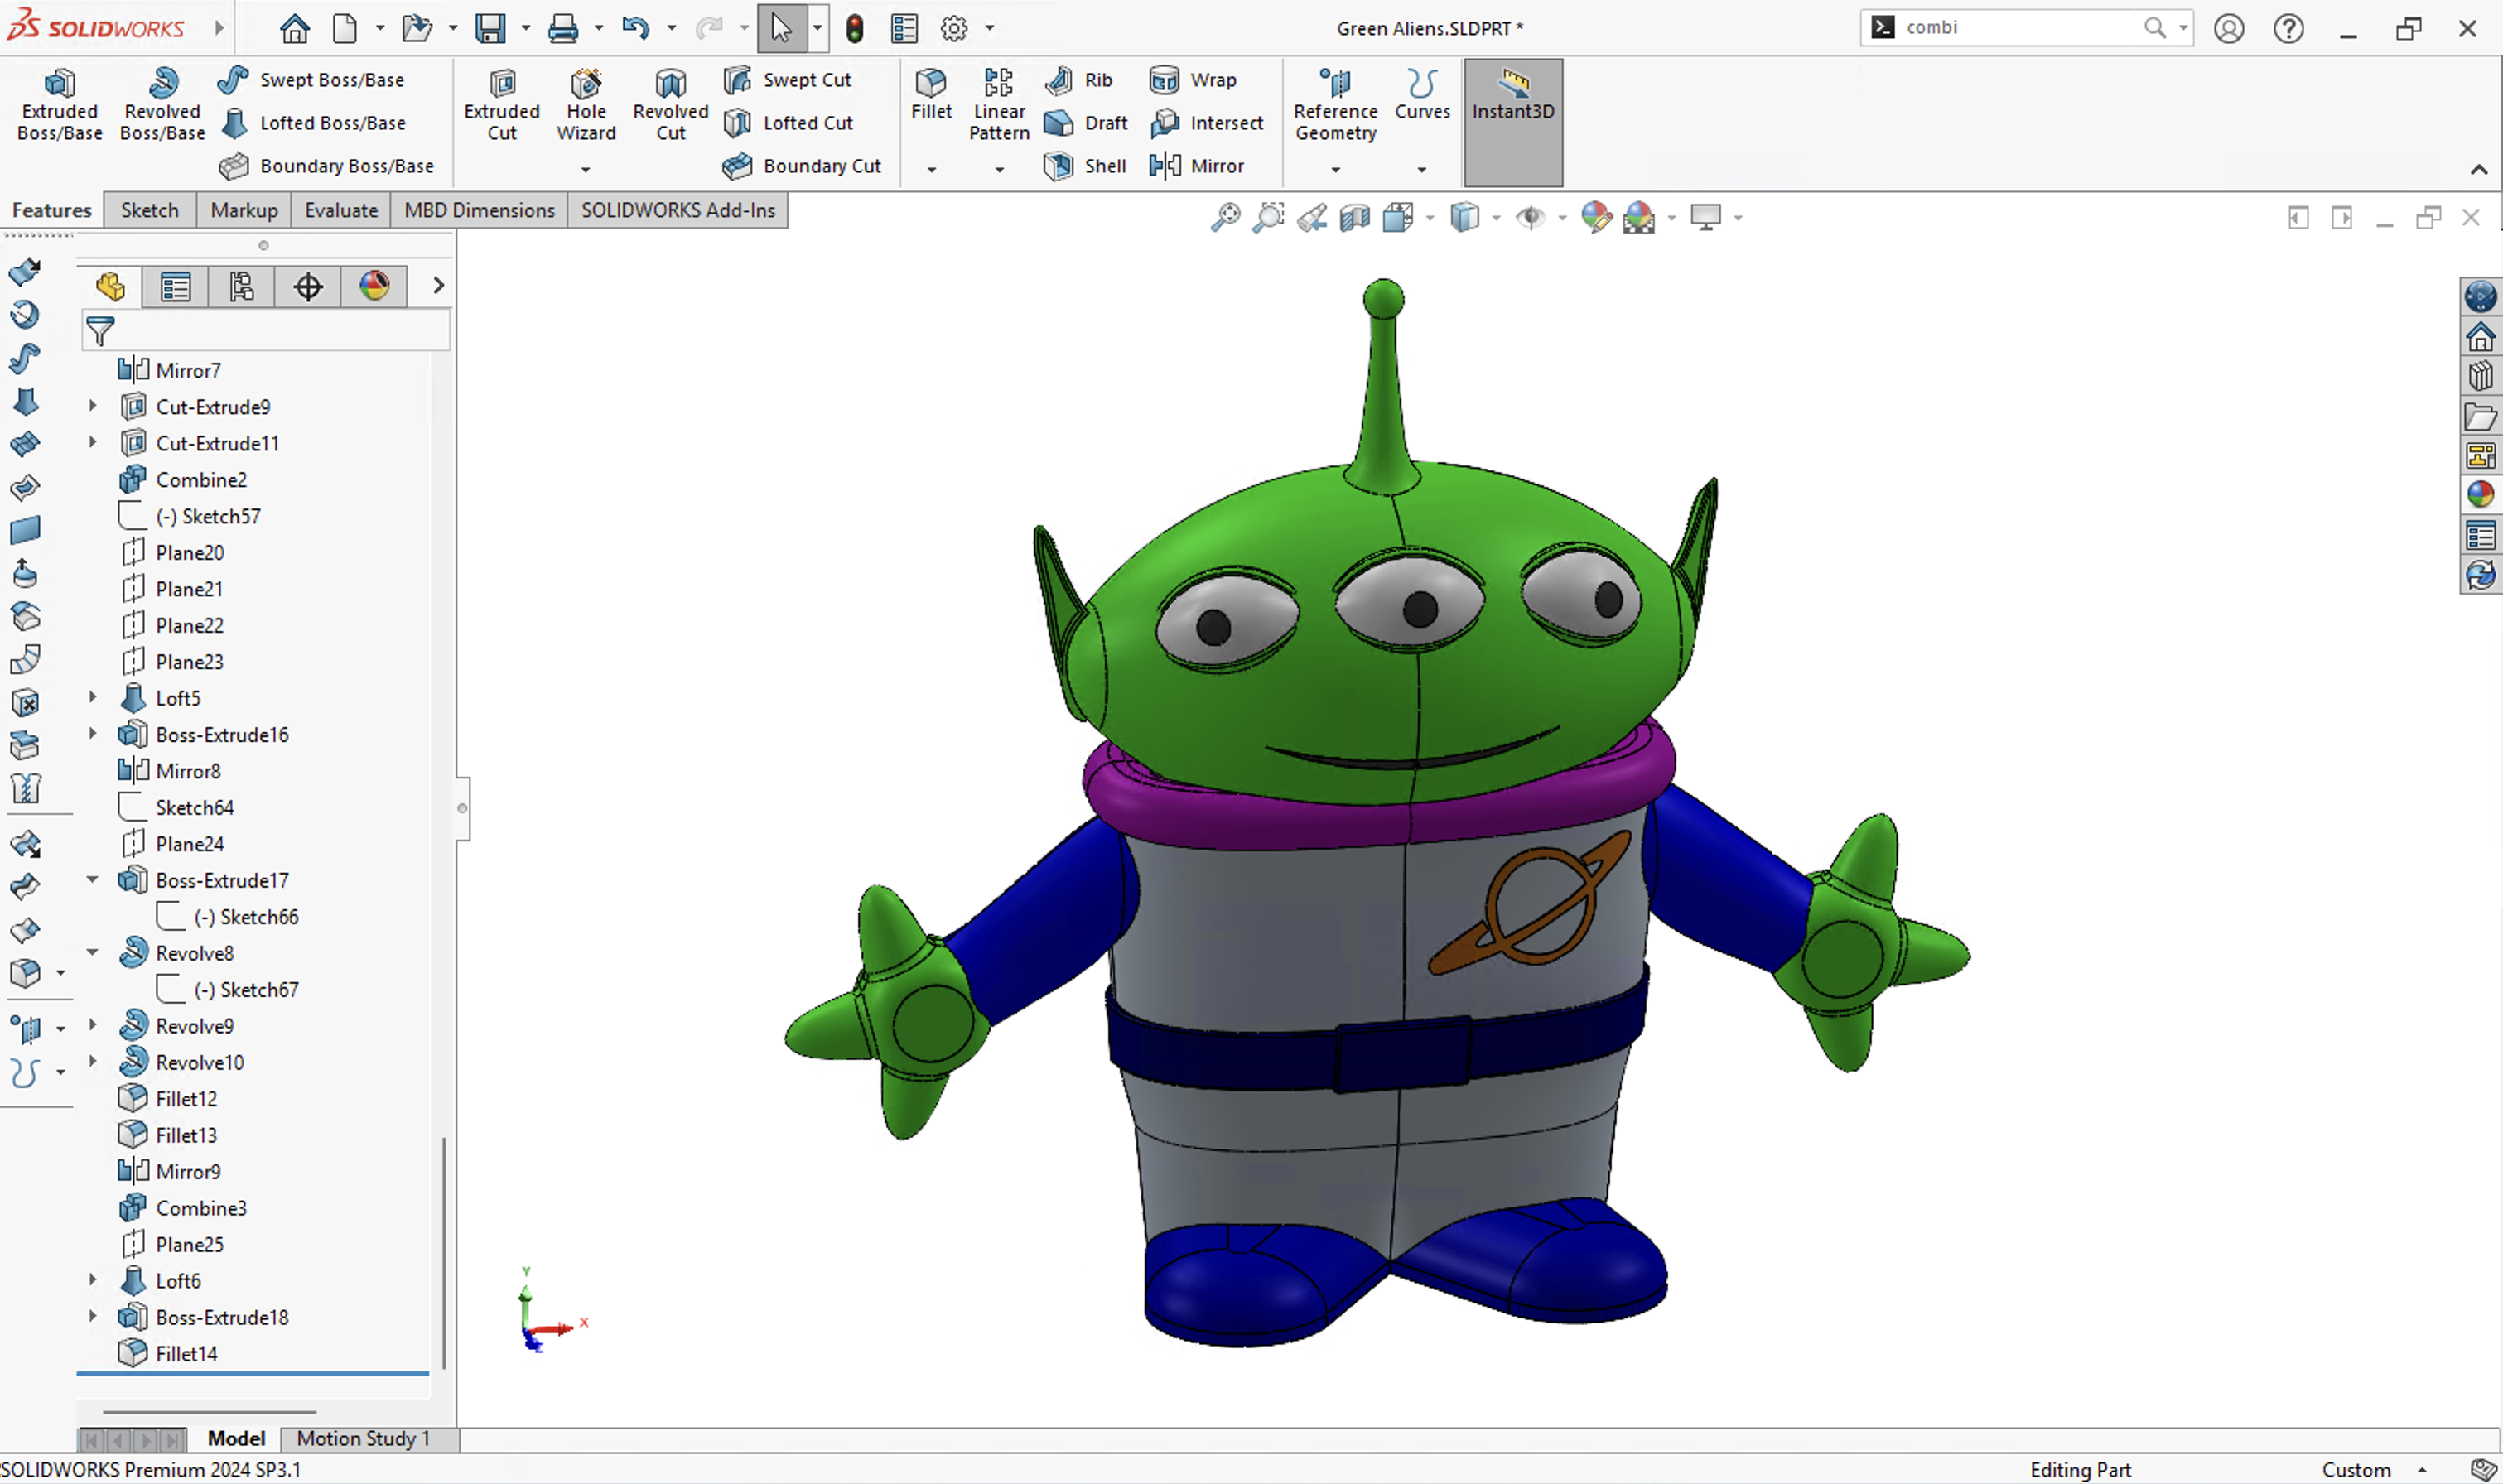 SOLIDWORKS
Green Aliens.SLDPRT *
combi
Extruded Boss/Base
Revolved Boss/Base
Swept Boss/Base
Lofted Boss/Base
Boundary Boss/Base
Extruded Cut
Hole Wizard
Revolved Cut
Swept Cut
Lofted Cut
Boundary Cut
Fillet
Linear Pattern
Rib
Draft
Shell
Wrap
Intersect
Mirror
Reference Geometry
Curves
Instant3D
Features
Sketch
Markup
Evaluate
MBD Dimensions
SOLIDWORKS Add-Ins
Mirror7
Cut-Extrude9
Cut-Extrude11
Combine2
(-) Sketch57
Plane20
Plane21
Plane22
Plane23
Loft5
Boss-Extrude16
Mirror8
Sketch64
Plane24
Boss-Extrude17
(-) Sketch66
Revolve8
(-) Sketch67
Revolve9
Revolve10
Fillet12
Fillet13
Mirror9
Combine3
Plane25
Loft6
Boss-Extrude18
Fillet14
Y
X
Z
Model
Motion Study 1
SOLIDWORKS Premium 2024 SP3.1
Editing Part
Custom